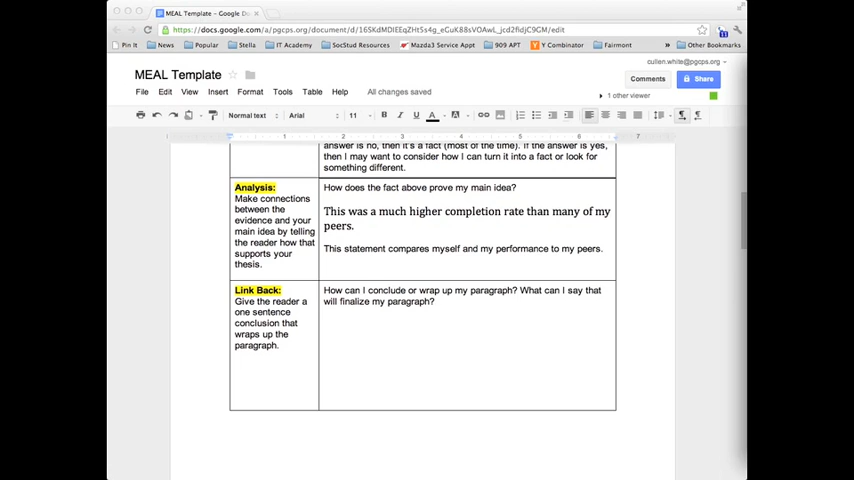 MEAL Template - Google Do
https://docs.google.com/a/pgcps.org/document/d/
Pin It News Popular Stella IT Academy SocStud Resources Mazda3 Service Appt 909 APT Y Combinator Fairmont » Other Bookmarks
cullen.white@pgcps.org
MEAL Template
Comments Share
File Edit View Insert Format Tools Table Help All changes saved
1 other viewer
Normal text Arial 11 B I U A A
1 2 3 4 5 6 7
answer is no, then it's a fact (most of the time). If the answer is yes,
then I may want to consider how I can turn it into a fact or look for
something different.
Analysis:
Make connections
between the
evidence and your
main idea by telling
the reader how that
supports your
thesis.
How does the fact above prove my main idea?
This was a much higher completion rate than many of my
peers.
This statement compares myself and my performance to my peers.
Link Back:
Give the reader a
one sentence
conclusion that
wraps up the
paragraph.
How can I conclude or wrap up my paragraph? What can I say that
will finalize my paragraph?